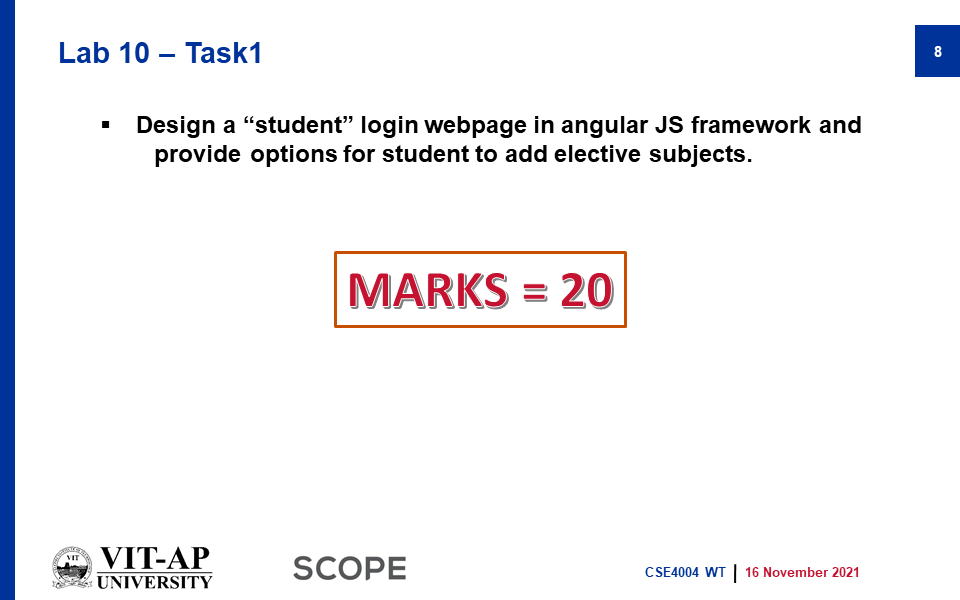 Lab 10 – Task1
8
▪ Design a “student” login webpage in angular JS framework and
provide options for student to add elective subjects.
MARKS = 20
VIT
VIT-AP
UNIVERSITY
SCOPE
CSE4004 WT | 16 November 2021